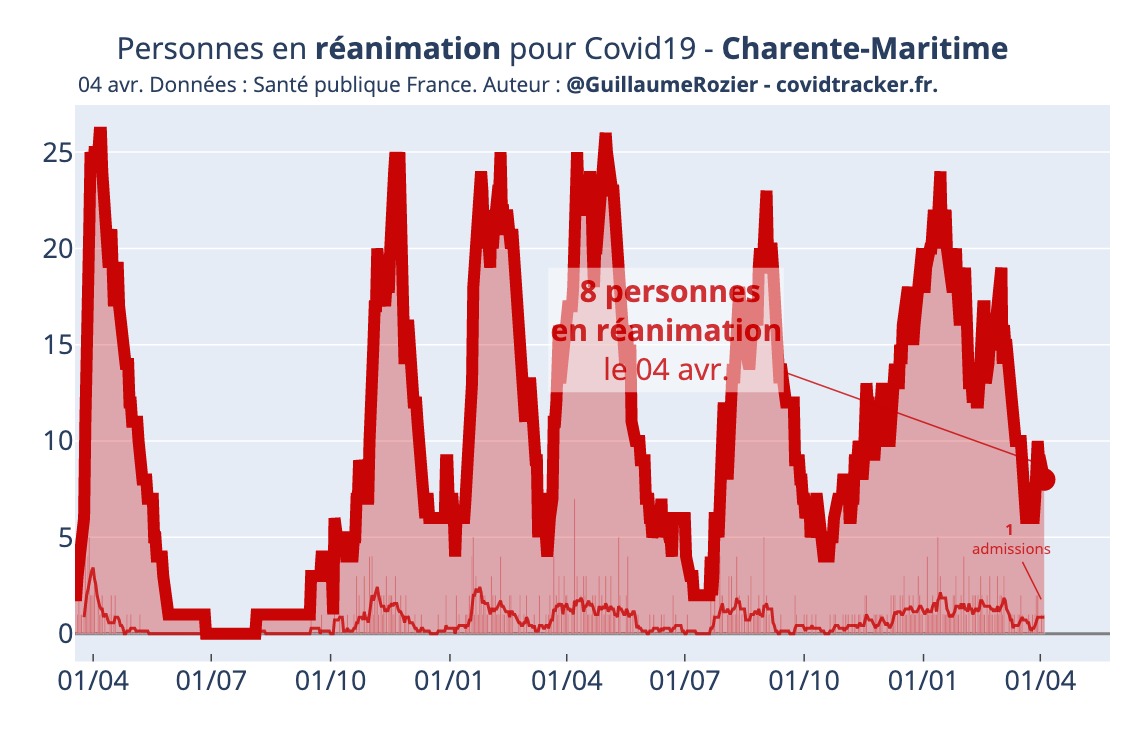 Personnes en réanimation pour Covid19 - Charente-Maritime
04 avr. Données : Santé publique France. Auteur : @GuillaumeRozier - covidtracker.fr.
25
20
15
10
5
0
8 personnes
en réanimation
le 04 avr.
1
admissions
01/04 01/07 01/10 01/01 01/04 01/07 01/10 01/01 01/04